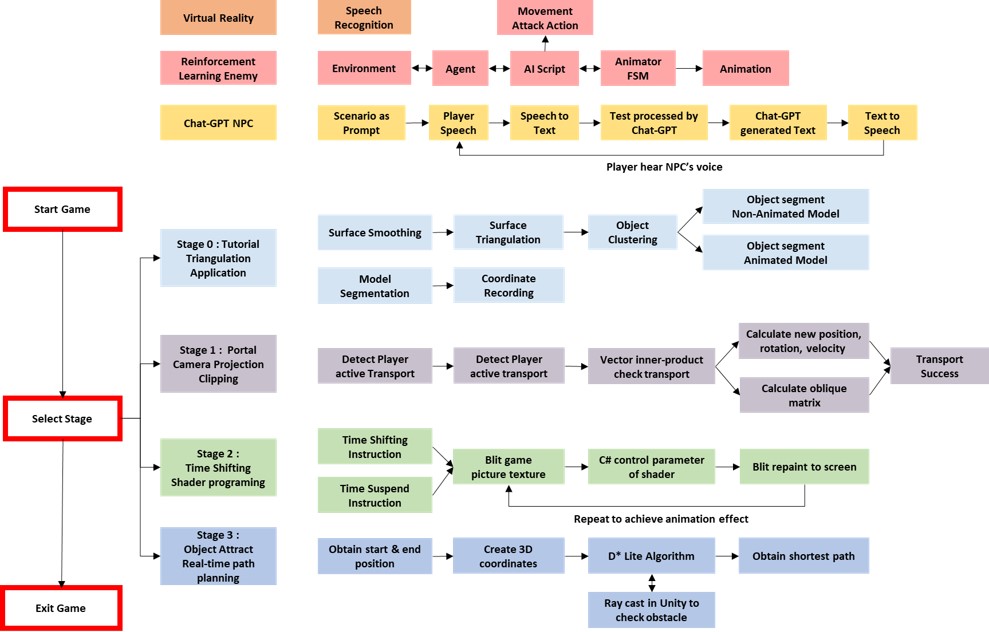 Virtual Reality
Speech
Recognition
Movement
Attack Action
Reinforcement
Learning Enemy
Environment
Agent
AI Script
Animator
FSM
Animation
Chat-GPT NPC
Scenario as
Prompt
Player
Speech
Speech to
Text
Test processed by
Chat-GPT
Chat-GPT
generated Text
Text to
Speech
Player hear NPC's voice
Start Game
Select Stage
Exit Game
Stage 0 : Tutorial
Triangulation
Application
Surface Smoothing
Surface
Triangulation
Object
Clustering
Object segment
Non-Animated Model
Object segment
Animated Model
Model
Segmentation
Coordinate
Recording
Stage 1 : Portal
Camera Projection
Clipping
Detect Player
active Transport
Detect Player
active transport
Vector inner-product
check transport
Calculate new position,
rotation, velocity
Calculate oblique
matrix
Transport
Success
Stage 2 :
Time Shifting
Shader programing
Time Shifting
Instruction
Time Suspend
Instruction
Blit game
picture texture
C# control parameter
of shader
Blit repaint to screen
Repeat to achieve animation effect
Stage 3 :
Object Attract
Real-time path
planning
Obtain start & end
position
Create 3D
coordinates
D* Lite Algorithm
Obtain shortest path
Ray cast in Unity to
check obstacle